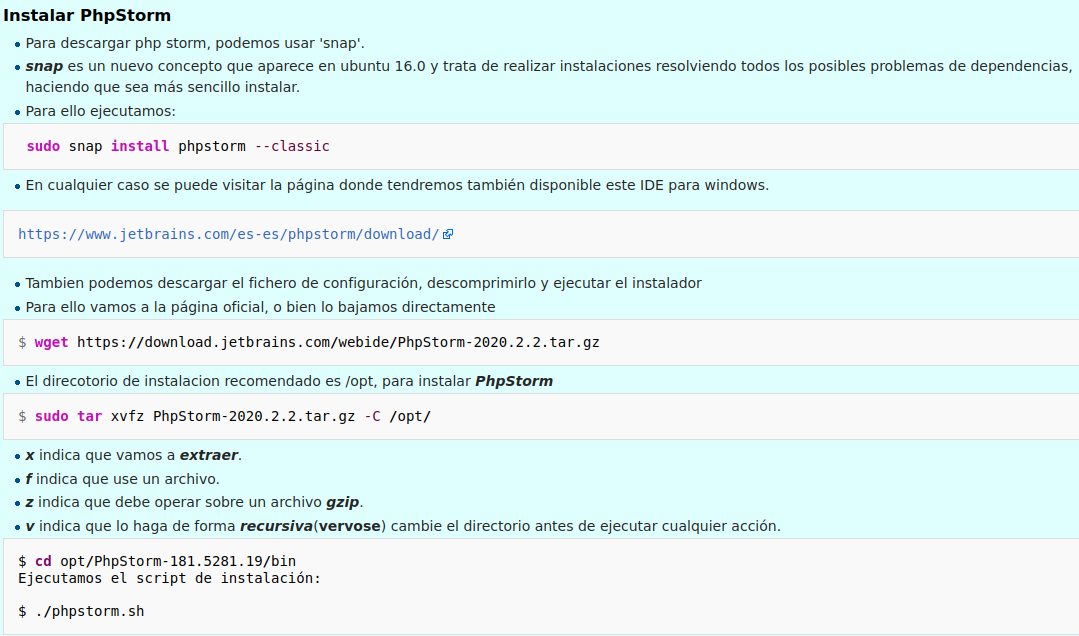 Instalar PhpStorm
Para descargar php storm, podemos usar 'snap'.
snap es un nuevo concepto que aparece en ubuntu 16.0 y trata de realizar instalaciones resolviendo todos los posibles problemas de dependencias,
haciendo que sea más sencillo instalar.
Para ello ejecutamos:
sudo snap install phpstorm --classic
En cualquier caso se puede visitar la página donde tendremos también disponible este IDE para windows.
https://www.jetbrains.com/es-es/phpstorm/download/
Tambien podemos descargar el fichero de configuración, descomprimirlo y ejecutar el instalador
Para ello vamos a la página oficial, o bien lo bajamos directamente
$ wget https://download.jetbrains.com/webide/PhpStorm-2020.2.2.tar.gz
El direcotorio de instalacion recomendado es /opt, para instalar PhpStorm
$ sudo tar xvfz PhpStorm-2020.2.2.tar.gz -C /opt/
x indica que vamos a extraer.
f indica que use un archivo.
z indica que debe operar sobre un archivo gzip.
v indica que lo haga de forma recursiva(vervose) cambie el directorio antes de ejecutar cualquier acción.
$ cd opt/PhpStorm-181.5281.19/bin
Ejecutamos el script de instalación:
$ ./phpstorm.sh